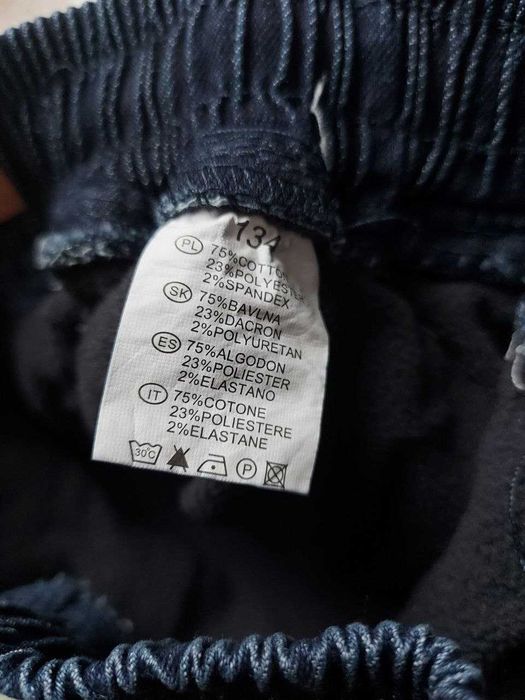 134
PL 75%COTTON
23%POLYESTER
2%SPANDEX
SK 75%BAVLNA
23%DACRON
2%POLYURETAN
ES 75%ALGODON
23%POLIESTER
2%ELASTANO
IT 75%COTONE
23%POLIESTERE
2%ELASTANE
30°C P